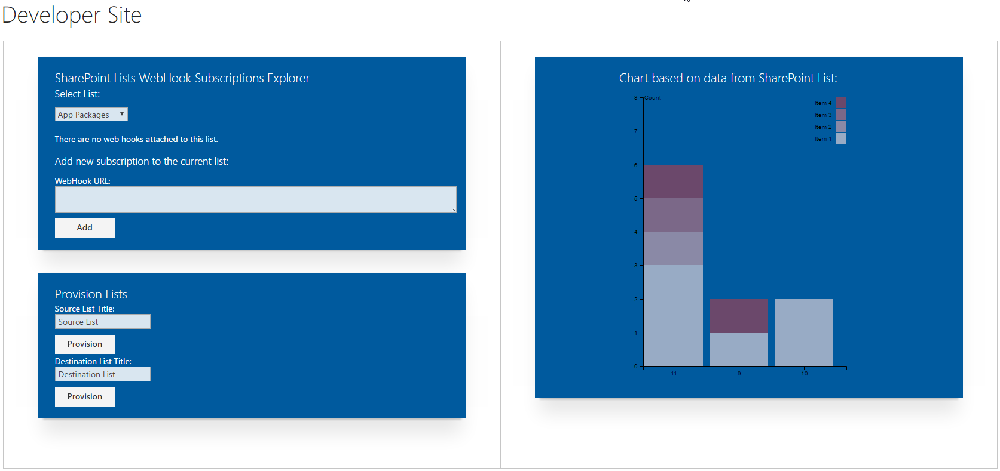 Developer Site
SharePoint Lists WebHook Subscriptions Explorer
Select List:
App Packages
There are no web hooks attached to this list.
Add new subscription to the current list:
WebHook URL:
Add
Provision Lists
Source List Title:
Source List
Provision
Destination List Title:
Destination List
Provision
Chart based on data from SharePoint List:
8 Count
Item 4
Item 3
Item 2
Item 1
7
6
5
4
3
2
1
0
11 9 10